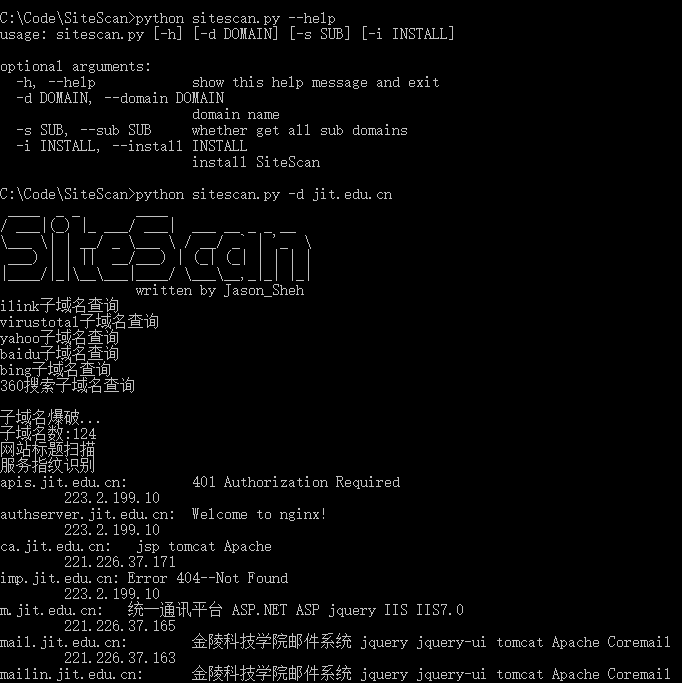 C:\Code\SiteScan>python sitescan.py --help
usage: sitescan.py [-h] [-d DOMAIN] [-s SUB] [-i INSTALL]
optional arguments:
-h, --help show this help message and exit
-d DOMAIN, --domain DOMAIN
domain name
-s SUB, --sub SUB whether get all sub domains
-i INSTALL, --install INSTALL
install SiteScan
C:\Code\SiteScan>python sitescan.py -d jit.edu.cn
SiteScan
written by Jason_Sheh
ilink子域名查询
virustotal子域名查询
yahoo子域名查询
baidu子域名查询
bing子域名查询
360搜索子域名查询
子域名爆破...
子域名数:124
网站标题扫描
服务指纹识别
apis.jit.edu.cn: 401 Authorization Required
223.2.199.10
authserver.jit.edu.cn: Welcome to nginx!
223.2.199.10
ca.jit.edu.cn: jsp tomcat Apache
221.226.37.171
imp.jit.edu.cn: Error 404--Not Found
223.2.199.10
m.jit.edu.cn: 统一通讯平台 ASP.NET ASP jquery IIS IIS7.0
221.226.37.165
mail.jit.edu.cn: 金陵科技学院邮件系统 jquery jquery-ui tomcat Apache Coremail
221.226.37.163
mailin.jit.edu.cn: 金陵科技学院邮件系统 jquery jquery-ui tomcat Apache Coremail